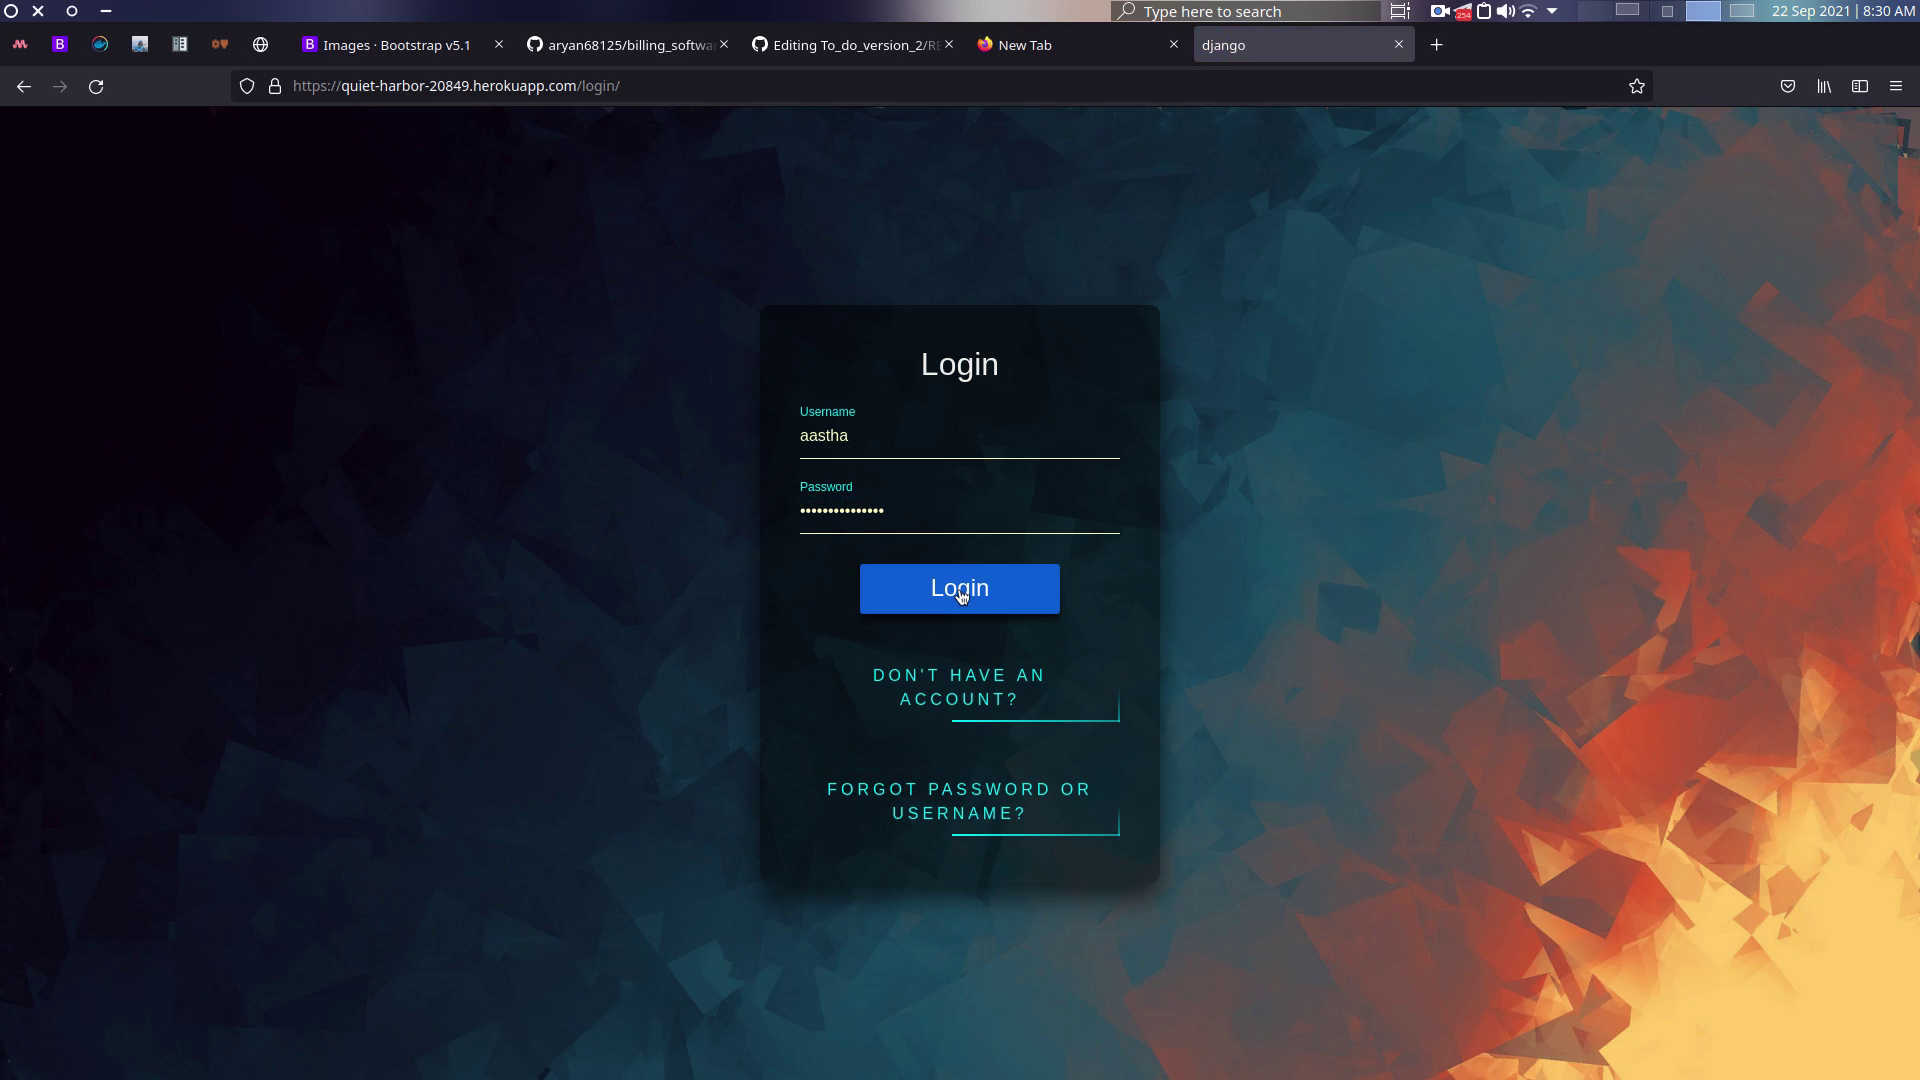 Type here to search
254
22 Sep 2021 | 8:30 AM
B
Images · Bootstrap v5.1
aryan68125/billing_softwa
Editing To_do_version_2/RE
New Tab
django
https://quiet-harbor-20849.herokuapp.com/login/
Login
Username
aastha
Password
•••••••••••••••
Login
DON'T HAVE AN
ACCOUNT?
FORGOT PASSWORD OR
USERNAME?